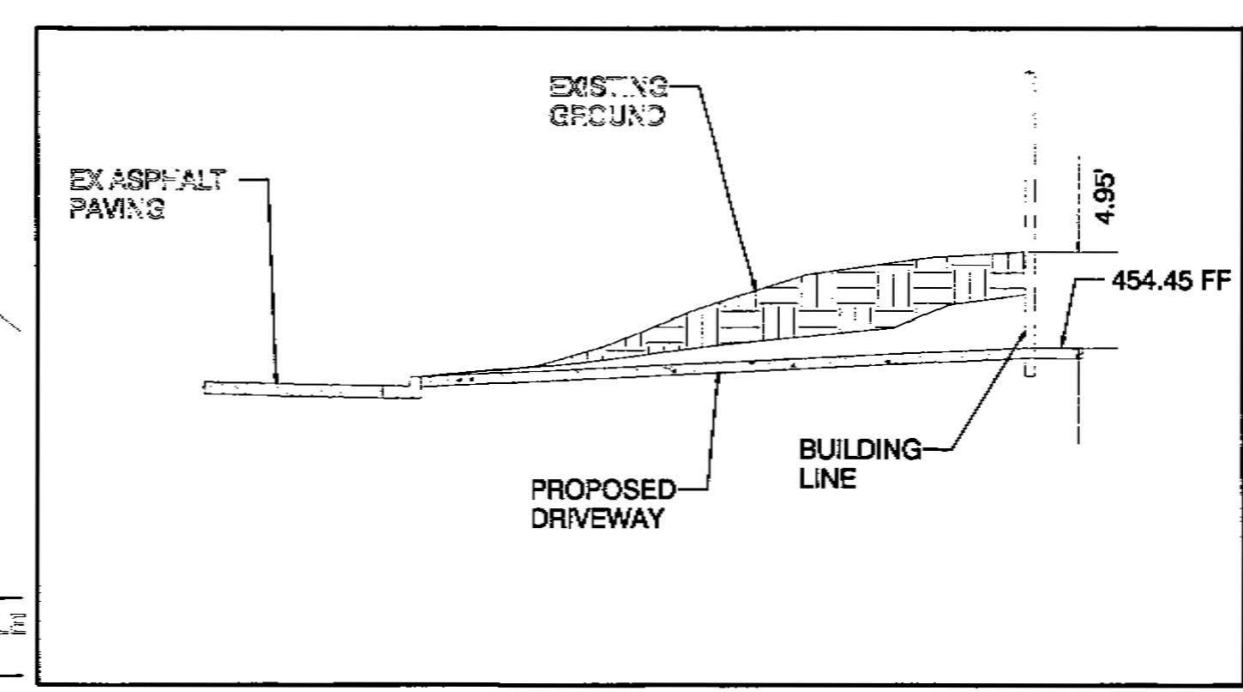 EXISTING
GROUND
EX ASPHALT
PAVING
4.95'
454.45 FF
BUILDING
LINE
PROPOSED
DRIVEWAY